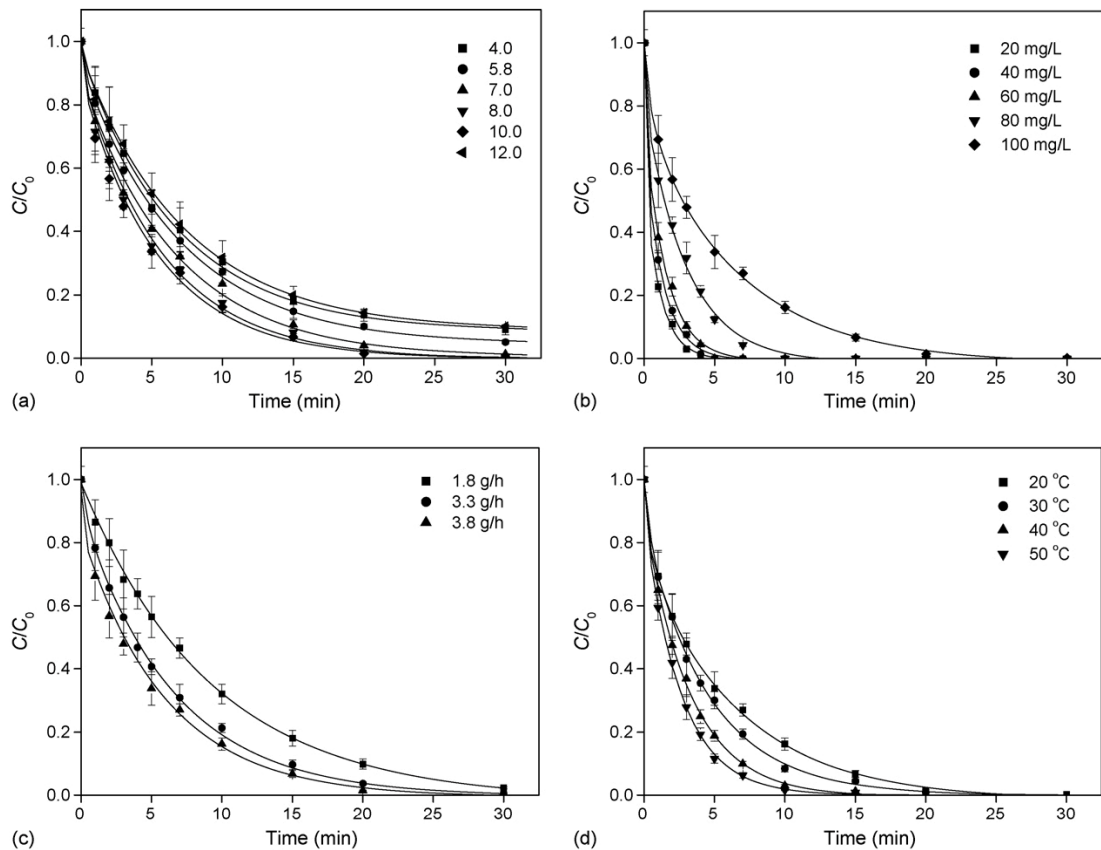 1.0
0.8
0.6
0.4
0.2
0.0
C/C₀
4.0
5.8
7.0
8.0
10.0
12.0
0 5 10 15 20 25 30
Time (min)
(a)
1.0
0.8
0.6
0.4
0.2
0.0
C/C₀
20 mg/L
40 mg/L
60 mg/L
80 mg/L
100 mg/L
0 5 10 15 20 25 30
Time (min)
(b)
1.0
0.8
0.6
0.4
0.2
0.0
C/C₀
1.8 g/h
3.3 g/h
3.8 g/h
0 5 10 15 20 25 30
Time (min)
(c)
1.0
0.8
0.6
0.4
0.2
0.0
C/C₀
20 °C
30 °C
40 °C
50 °C
0 5 10 15 20 25 30
Time (min)
(d)